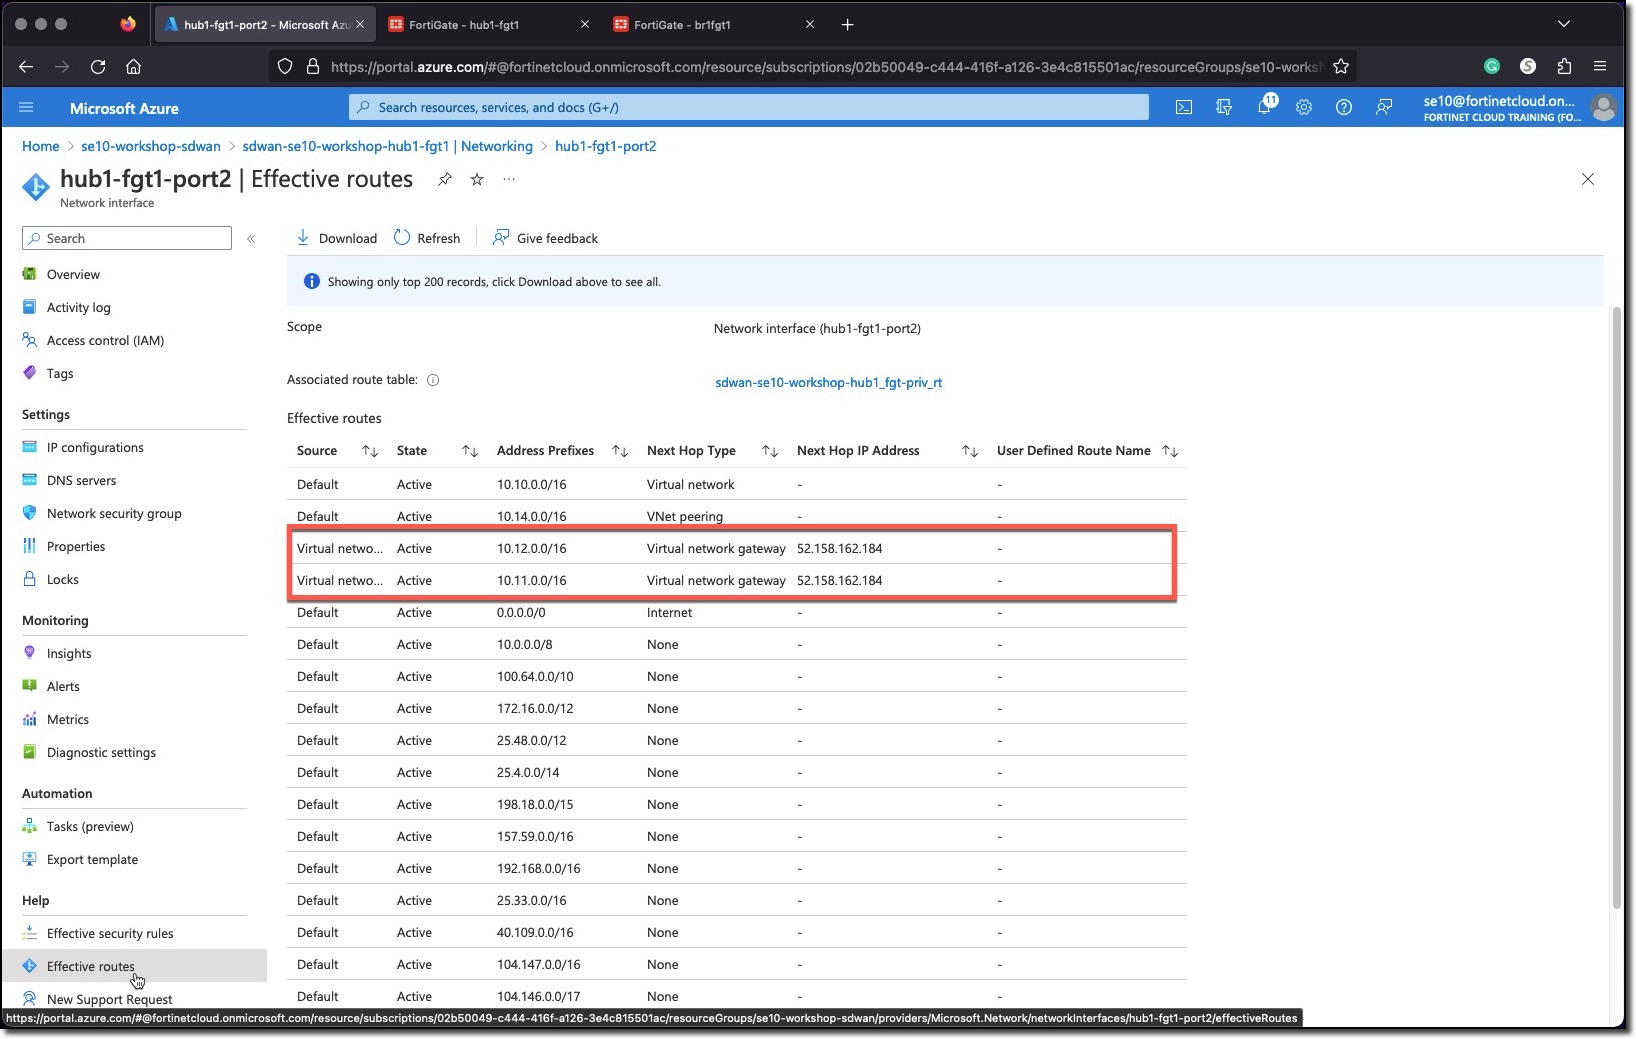 hub1-fgt1-port2 - Microsoft Azu
FortiGate - hub1-fgt1
FortiGate - br1fgt1
https://portal.azure.com/#@fortinetcloud.onmicrosoft.com/resource/subscriptions/02b50049-c444-416f-a126-3e4c815501ac/resourceGroups/se10-worksh
Microsoft Azure
Search resources, services, and docs (G+/)
11
se10@fortinetcloud.on...
FORTINET CLOUD TRAINING (FO...
Home > se10-workshop-sdwan > sdwan-se10-workshop-hub1-fgt1 | Networking > hub1-fgt1-port2
hub1-fgt1-port2 | Effective routes
Network interface
Search
«
Download
Refresh
Give feedback
Showing only top 200 records, click Download above to see all.
Overview
Activity log
Access control (IAM)
Tags
Settings
IP configurations
DNS servers
Network security group
Properties
Locks
Monitoring
Insights
Alerts
Metrics
Diagnostic settings
Automation
Tasks (preview)
Export template
Help
Effective security rules
Effective routes
New Support Request
Scope Network interface (hub1-fgt1-port2)
Associated route table: sdwan-se10-workshop-hub1_fgt-priv_rt
Effective routes
Source State Address Prefixes Next Hop Type Next Hop IP Address User Defined Route Name
Default Active 10.10.0.0/16 Virtual network - -
Default Active 10.14.0.0/16 VNet peering - -
Virtual netwo... Active 10.12.0.0/16 Virtual network gateway 52.158.162.184 -
Virtual netwo... Active 10.11.0.0/16 Virtual network gateway 52.158.162.184 -
Default Active 0.0.0.0/0 Internet - -
Default Active 10.0.0.0/8 None - -
Default Active 100.64.0.0/10 None - -
Default Active 172.16.0.0/12 None - -
Default Active 25.48.0.0/12 None - -
Default Active 25.4.0.0/14 None - -
Default Active 198.18.0.0/15 None - -
Default Active 157.59.0.0/16 None - -
Default Active 192.168.0.0/16 None - -
Default Active 25.33.0.0/16 None - -
Default Active 40.109.0.0/16 None - -
Default Active 104.147.0.0/16 None - -
Default Active 104.146.0.0/17 None - -
https://portal.azure.com/#@fortinetcloud.onmicrosoft.com/resource/subscriptions/02b50049-c444-416f-a126-3e4c815501ac/resourceGroups/se10-workshop-sdwan/providers/Microsoft.Network/networkInterfaces/hub1-fgt1-port2/effectiveRoutes